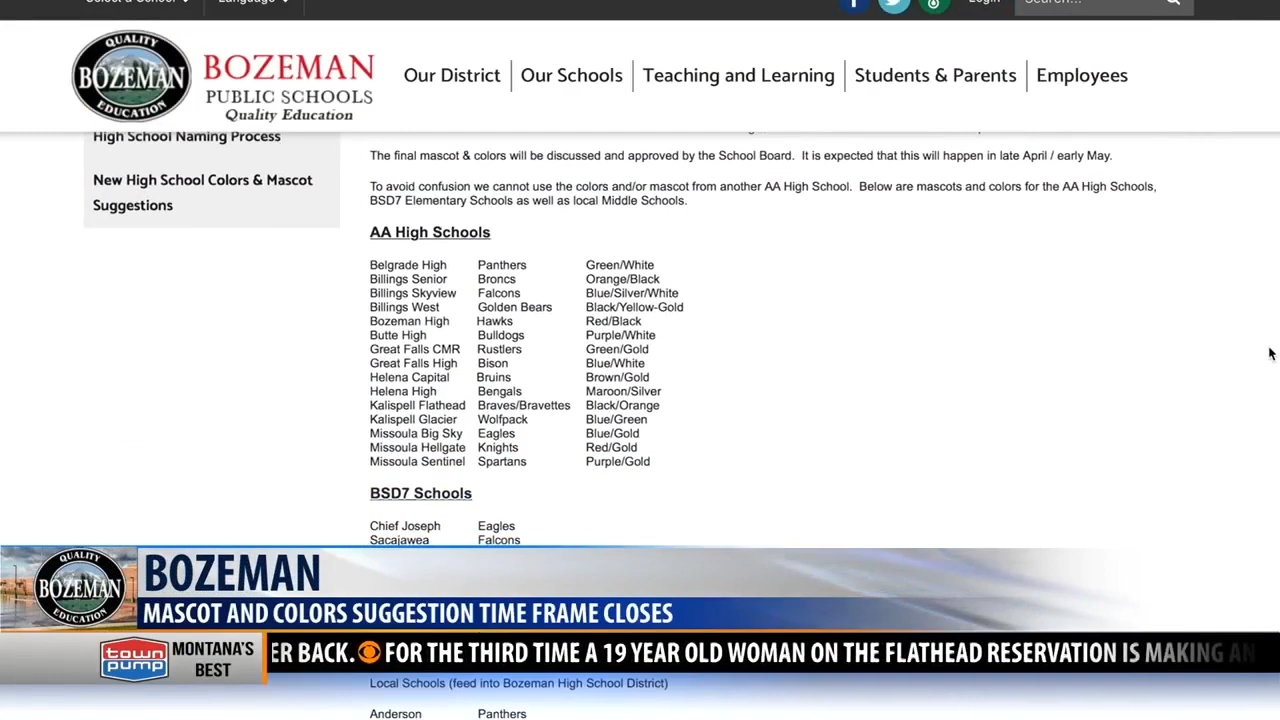 Select a School
Language
Login
Search...
QUALITY
BOZEMAN
EDUCATION
BOZEMAN
PUBLIC SCHOOLS
Quality Education
Our District
Our Schools
Teaching and Learning
Students & Parents
Employees
High School Naming Process
New High School Colors & Mascot
Suggestions
The final mascot & colors will be discussed and approved by the School Board. It is expected that this will happen in late April / early May.
To avoid confusion we cannot use the colors and/or mascot from another AA High School. Below are mascots and colors for the AA High Schools,
BSD7 Elementary Schools as well as local Middle Schools.
AA High Schools
Belgrade High Panthers Green/White
Billings Senior Broncs Orange/Black
Billings Skyview Falcons Blue/Silver/White
Billings West Golden Bears Black/Yellow-Gold
Bozeman High Hawks Red/Black
Butte High Bulldogs Purple/White
Great Falls CMR Rustlers Green/Gold
Great Falls High Bison Blue/White
Helena Capital Bruins Brown/Gold
Helena High Bengals Maroon/Silver
Kalispell Flathead Braves/Bravettes Black/Orange
Kalispell Glacier Wolfpack Blue/Green
Missoula Big Sky Eagles Blue/Gold
Missoula Hellgate Knights Red/Gold
Missoula Sentinel Spartans Purple/Gold
BSD7 Schools
Chief Joseph Eagles
Sacajawea Falcons
QUALITY
BOZEMAN
EDUCATION
BOZEMAN
MASCOT AND COLORS SUGGESTION TIME FRAME CLOSES
town
pump
MONTANA'S
BEST
ER BACK. FOR THE THIRD TIME A 19 YEAR OLD WOMAN ON THE FLATHEAD RESERVATION IS MAKING AN
Local Schools (feed into Bozeman High School District)
Anderson Panthers